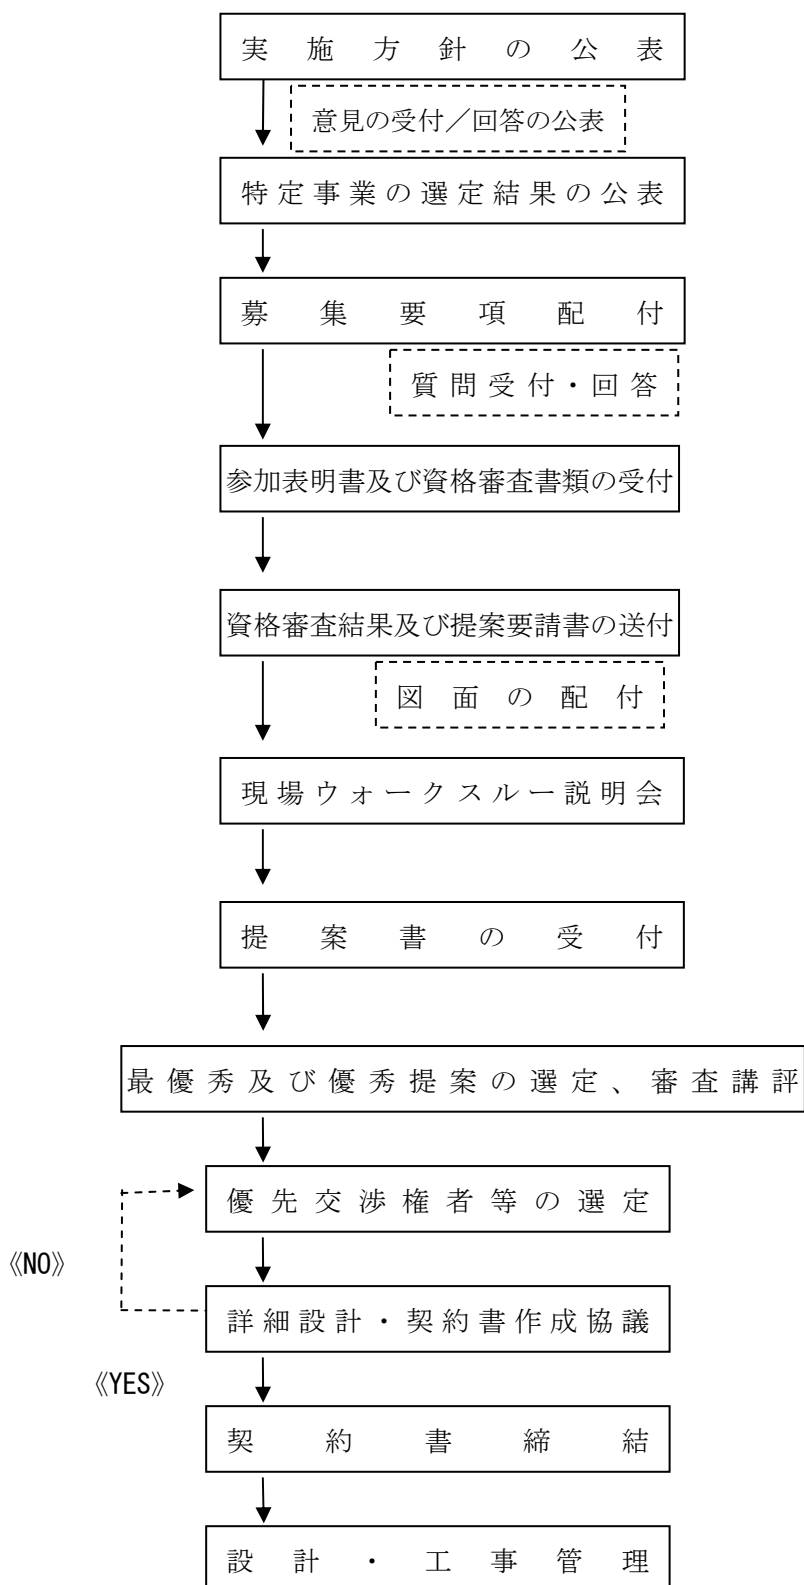 実施方針の公表
意見の受付／回答の公表
特定事業の選定結果の公表
募集要項配付
質問受付・回答
参加表明書及び資格審査書類の受付
資格審査結果及び提案要請書の送付
図面の配付
現場ウォークスルー説明会
提案書の受付
最優秀及び優秀提案の選定、審査講評
優先交渉権者等の選定
《NO》
詳細設計・契約書作成協議
《YES》
契約書締結
設計・工事管理